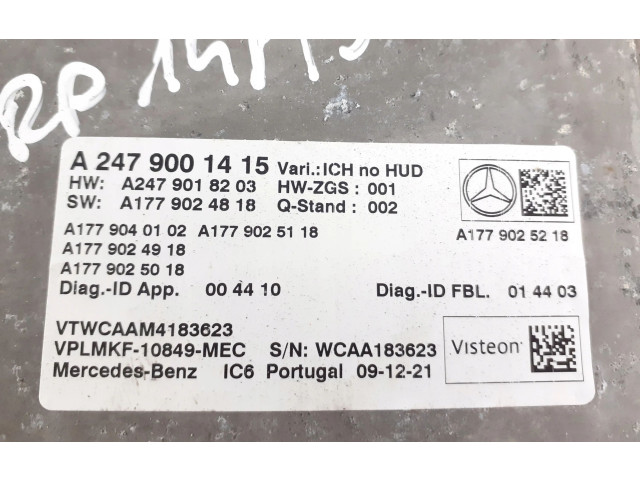 RP
A 247 900 14 15 Vari.:ICH no HUD
HW: A247 901 82 03 HW-ZGS : 001
SW: A177 902 48 18 Q-Stand : 002
A177 904 01 02 A177 902 51 18
A177 902 49 18
A177 902 50 18
A177 902 52 18
Diag.-ID App. 00 44 10 Diag.-ID FBL. 01 44 03
VTWCAAM4183623
VPLMKF-10849-MEC S/N: WCAA183623
Mercedes-Benz IC6 Portugal 09-12-21
Visteon